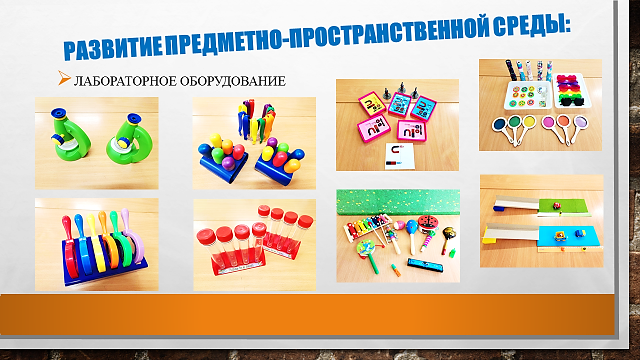 РАЗВИТИЕ ПРЕДМЕТНО-ПРОСТРАНСТВЕННОЙ СРЕДЫ:
ЛАБОРАТОРНОЕ ОБОРУДОВАНИЕ